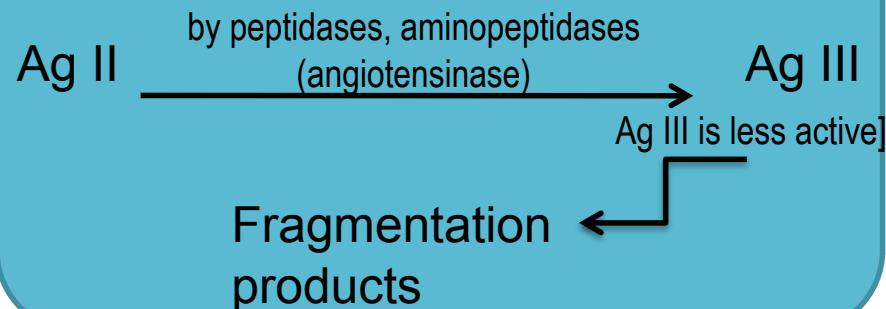 by peptidases, aminopeptidases
Ag II (angiotensinase) Ag III
Ag III is less active]
Fragmentation
products